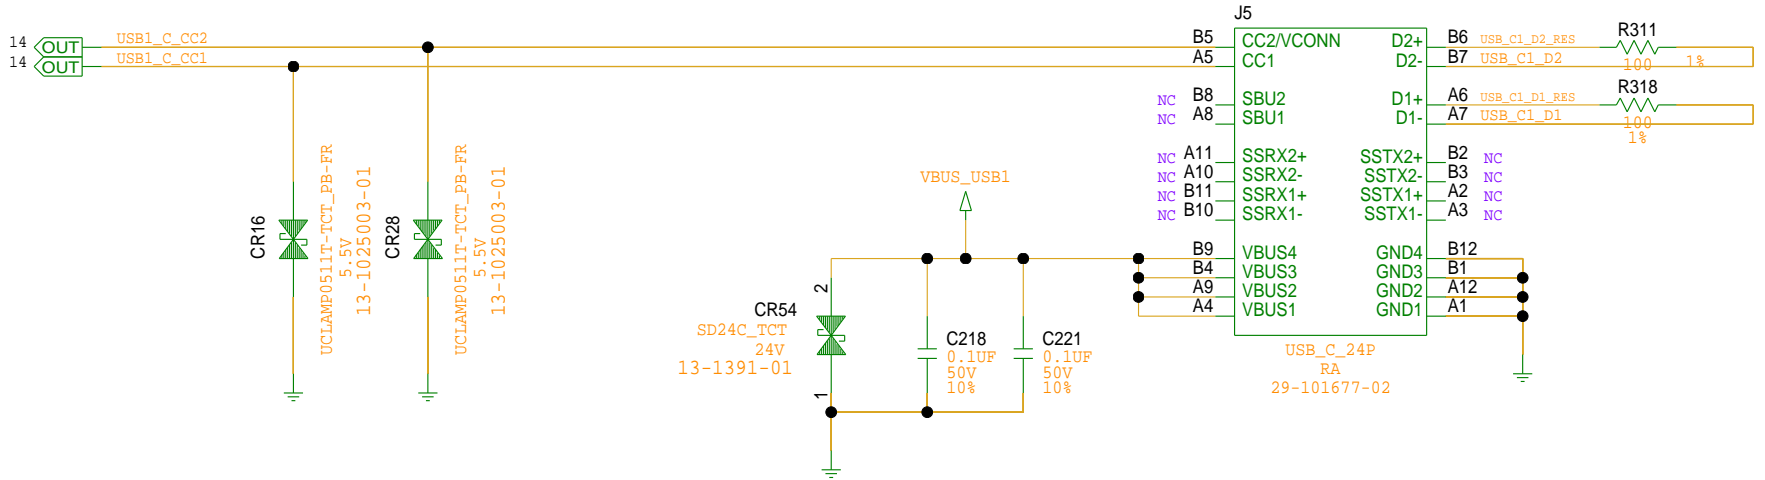 J5
14 OUT USB1_C_CC2
14 OUT USB1_C_CC1
B5 CC2/VCONN D2+ B6 USB_C1_D2_RES R311
A5 CC1 D2- B7 USB_C1_D2 100 1%
NC B8 SBU2 D1+ A6 USB_C1_D1_RES R318
NC A8 SBU1 D1- A7 USB_C1_D1 100
1%
NC A11 SSRX2+ SSTX2+ B2 NC
NC A10 SSRX2- SSTX2- B3 NC
NC B11 SSRX1+ SSTX1+ A2 NC
NC B10 SSRX1- SSTX1- A3 NC
B9 VBUS4 GND4 B12
B4 VBUS3 GND3 B1
A9 VBUS2 GND2 A12
A4 VBUS1 GND1 A1
USB_C_24P
RA
29-101677-02
CR16
UCLAMP0511T-TCT_PB-FR
5.5V
13-1025003-01
CR28
UCLAMP0511T-TCT_PB-FR
5.5V
13-1025003-01
VBUS_USB1
2
CR54
SD24C_TCT
24V
13-1391-01
1
C218
0.1UF
50V
10%
C221
0.1UF
50V
10%